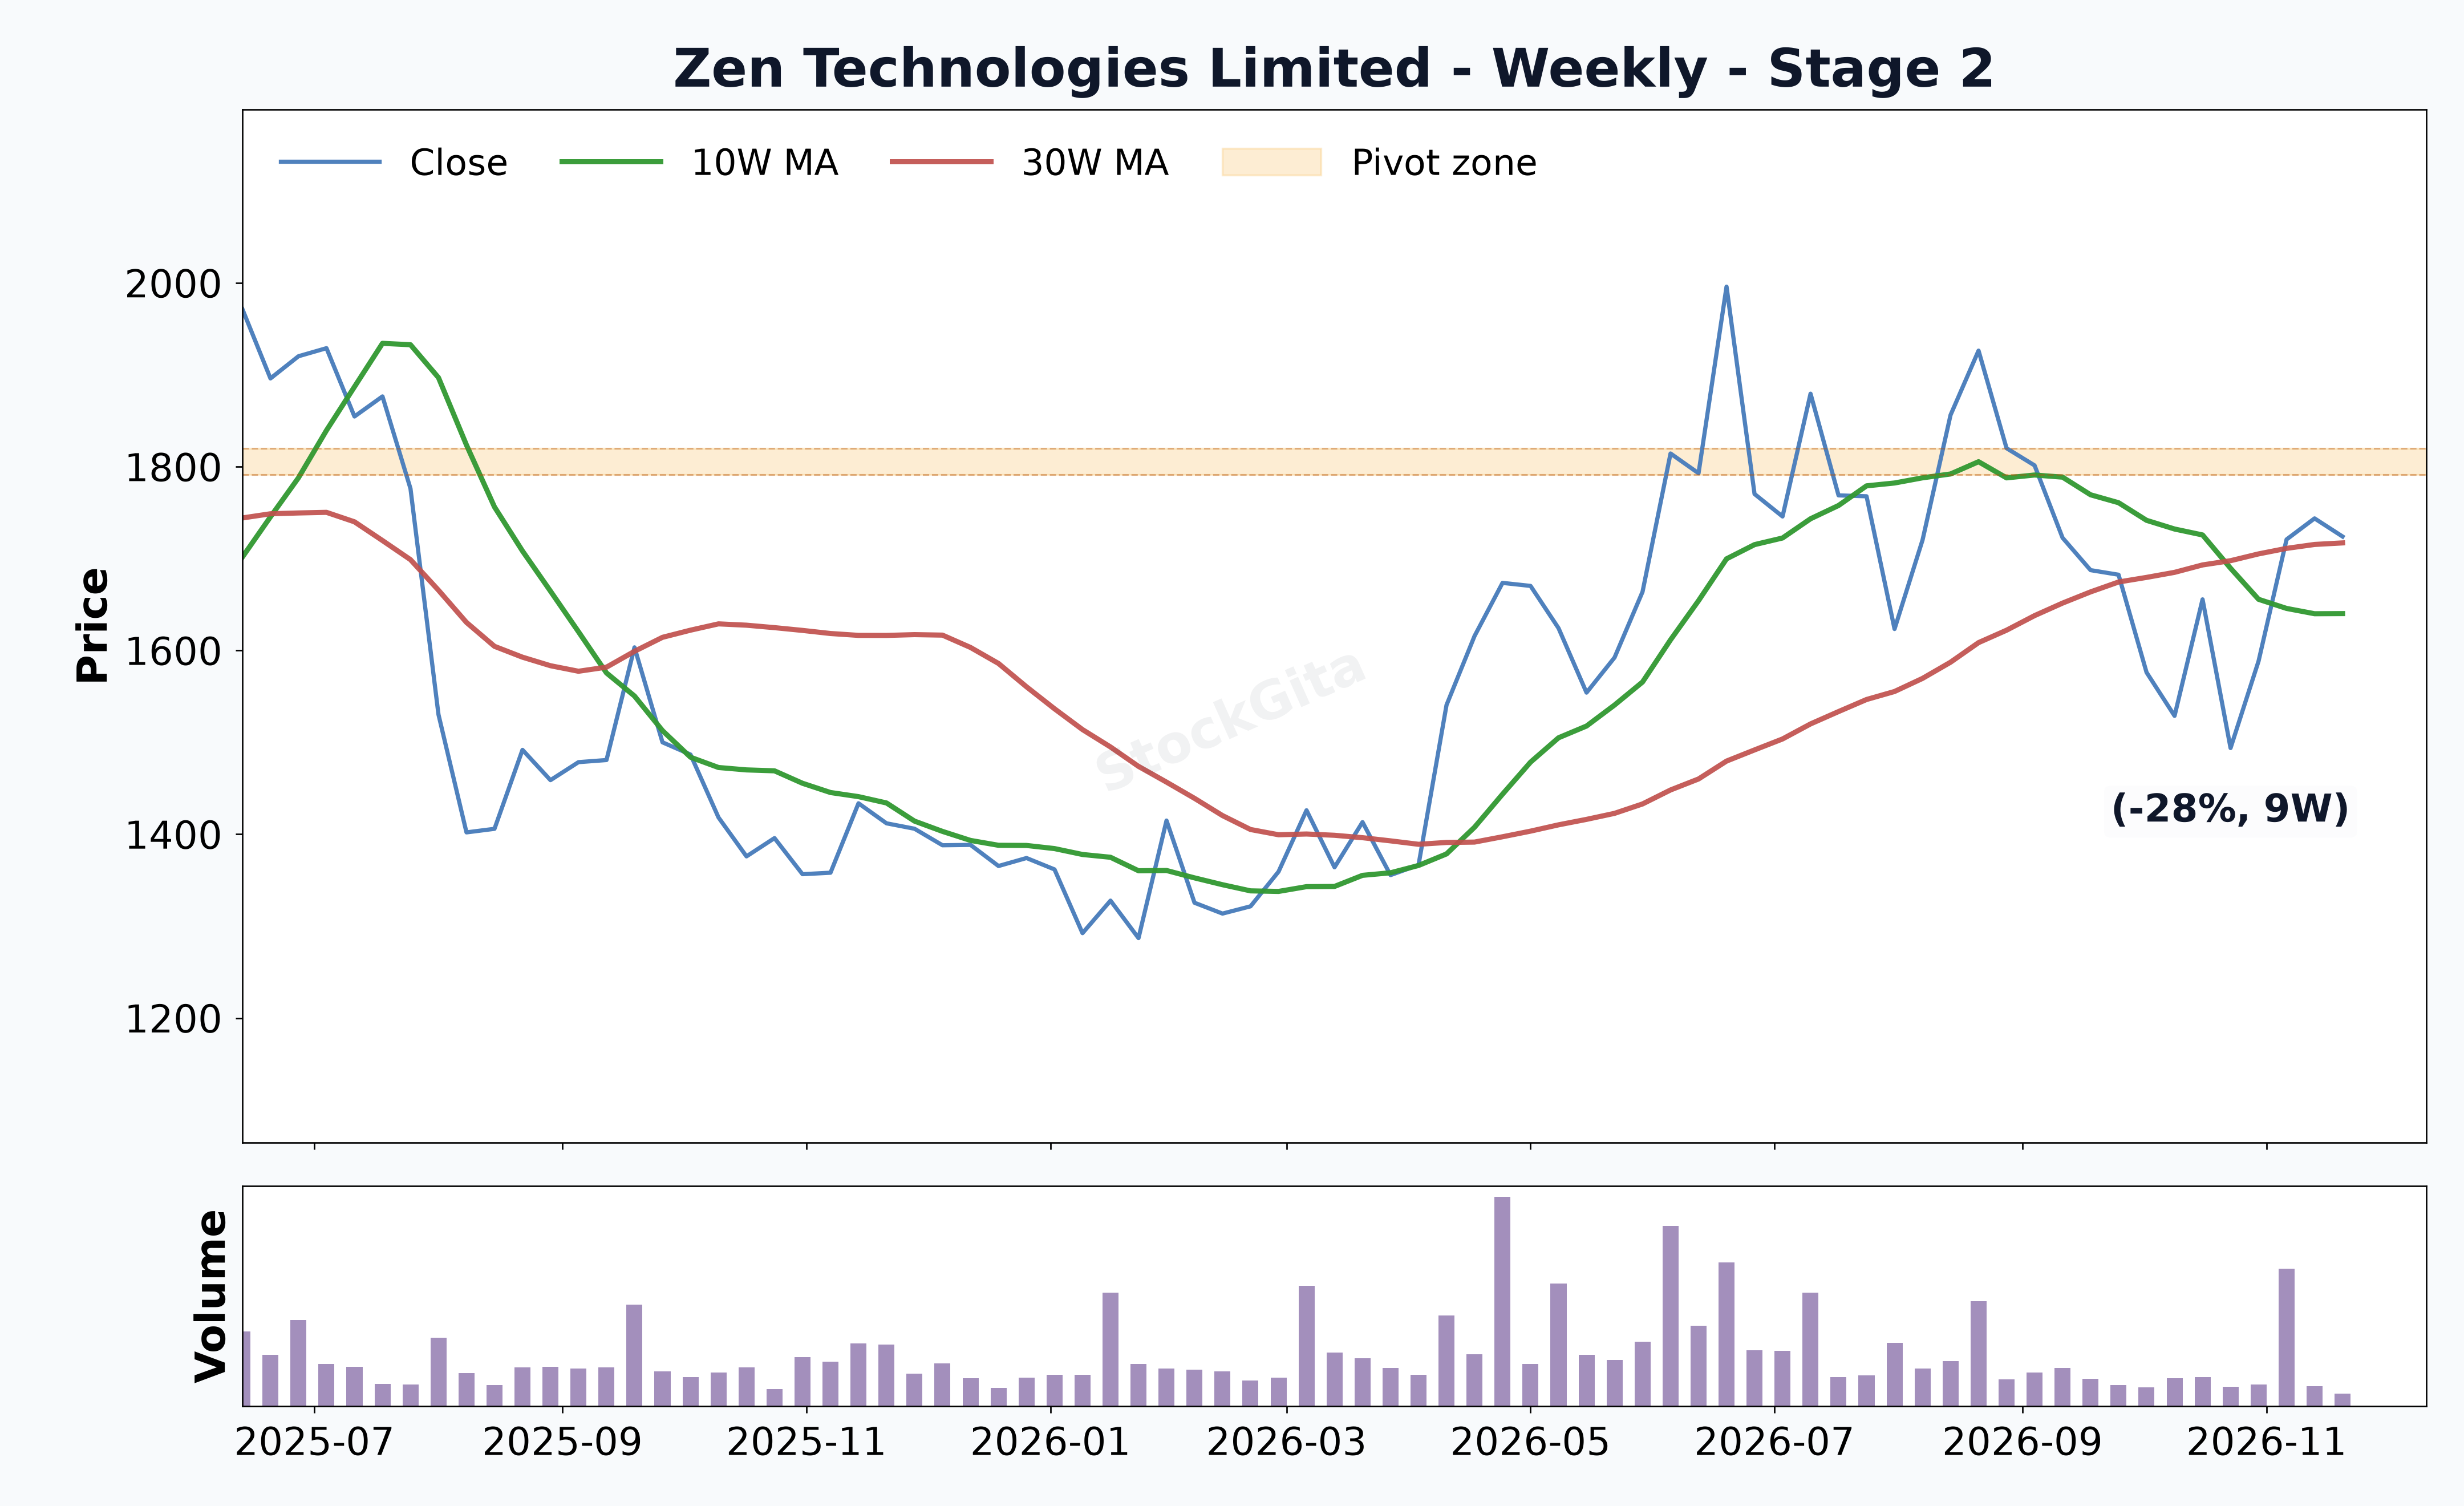 Zen Technologies Limited - Weekly - Stage 2
Close 10W MA 30W MA Pivot zone
2000
1800
1600
1400
1200
Price
StockGita
(-28%, 9W)
Volume
2025-07 2025-09 2025-11 2026-01 2026-03 2026-05 2026-07 2026-09 2026-11